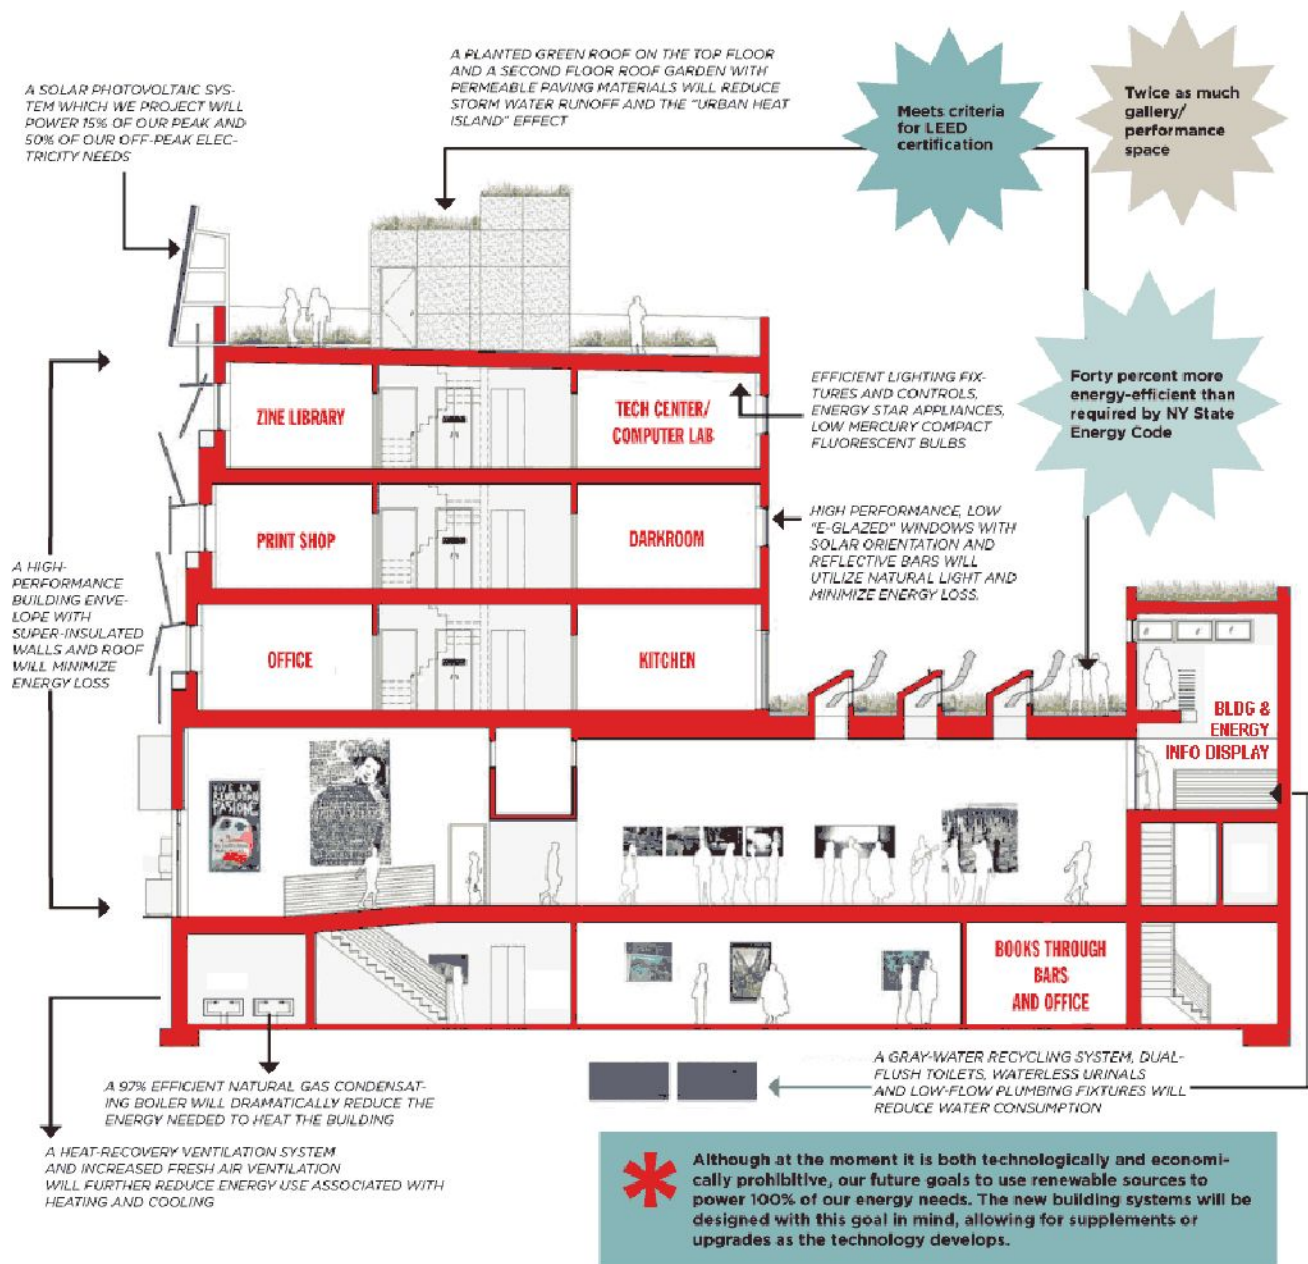 A SOLAR PHOTOVOLTAIC SYS-
TEM WHICH WE PROJECT WILL
POWER 15% OF OUR PEAK AND
50% OF OUR OFF-PEAK ELEC-
TRICITY NEEDS
A PLANTED GREEN ROOF ON THE TOP FLOOR
AND A SECOND FLOOR ROOF GARDEN WITH
PERMEABLE PAVING MATERIALS WILL REDUCE
STORM WATER RUNOFF AND THE "URBAN HEAT
ISLAND" EFFECT
Meets criteria
for LEED
certification
Twice as much
gallery/
performance
space
Forty percent more
energy-efficient than
required by NY State
Energy Code
EFFICIENT LIGHTING FIX-
TURES AND CONTROLS,
ENERGY STAR APPLIANCES,
LOW MERCURY COMPACT
FLUORESCENT BULBS
ZINE LIBRARY
TECH CENTER/
COMPUTER LAB
HIGH PERFORMANCE, LOW
"E-GLAZED" WINDOWS WITH
SOLAR ORIENTATION AND
REFLECTIVE BARS WILL
UTILIZE NATURAL LIGHT AND
MINIMIZE ENERGY LOSS.
PRINT SHOP
DARKROOM
A HIGH-
PERFORMANCE
BUILDING ENVE-
LOPE WITH
SUPER-INSULATED
WALLS AND ROOF
WILL MINIMIZE
ENERGY LOSS
OFFICE
KITCHEN
BLDG &
ENERGY
INFO DISPLAY
VIVE LA
REVOLUTION
PASIONE
BOOKS THROUGH
BARS
AND OFFICE
A GRAY-WATER RECYCLING SYSTEM, DUAL-
FLUSH TOILETS, WATERLESS URINALS
AND LOW-FLOW PLUMBING FIXTURES WILL
REDUCE WATER CONSUMPTION
A 97% EFFICIENT NATURAL GAS CONDENSAT-
ING BOILER WILL DRAMATICALLY REDUCE THE
ENERGY NEEDED TO HEAT THE BUILDING
A HEAT-RECOVERY VENTILATION SYSTEM
AND INCREASED FRESH AIR VENTILATION
WILL FURTHER REDUCE ENERGY USE ASSOCIATED WITH
HEATING AND COOLING
Although at the moment it is both technologically and economi-
cally prohibitive, our future goals to use renewable sources to
power 100% of our energy needs. The new building systems will be
designed with this goal in mind, allowing for supplements or
upgrades as the technology develops.